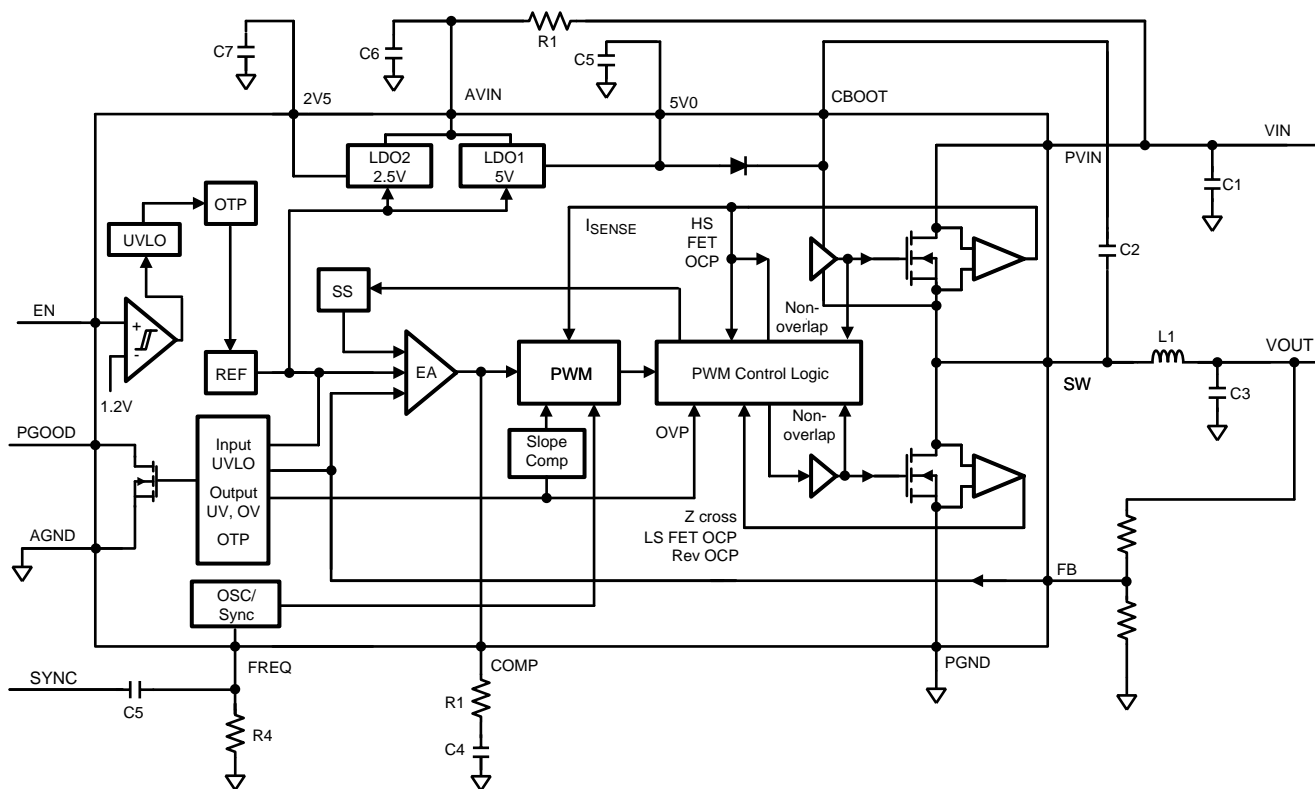 C7
C6
R1
C5
2V5
AVIN
5V0
CBOOT
VIN
PVIN
LDO2
2.5V
LDO1
5V
C1
OTP
UVLO
ISENSE
HS
FET
OCP
C2
SS
EN
+
-
Non-
overlap
L1
VOUT
REF
EA
PWM
PWM Control Logic
SW
1.2V
C3
PGOOD
Input
UVLO
Output
UV, OV
OTP
Slope
Comp
OVP
Non-
overlap
AGND
Z cross
LS FET OCP
Rev OCP
FB
OSC/
Sync
FREQ
COMP
PGND
SYNC
C5
R4
R1
C4